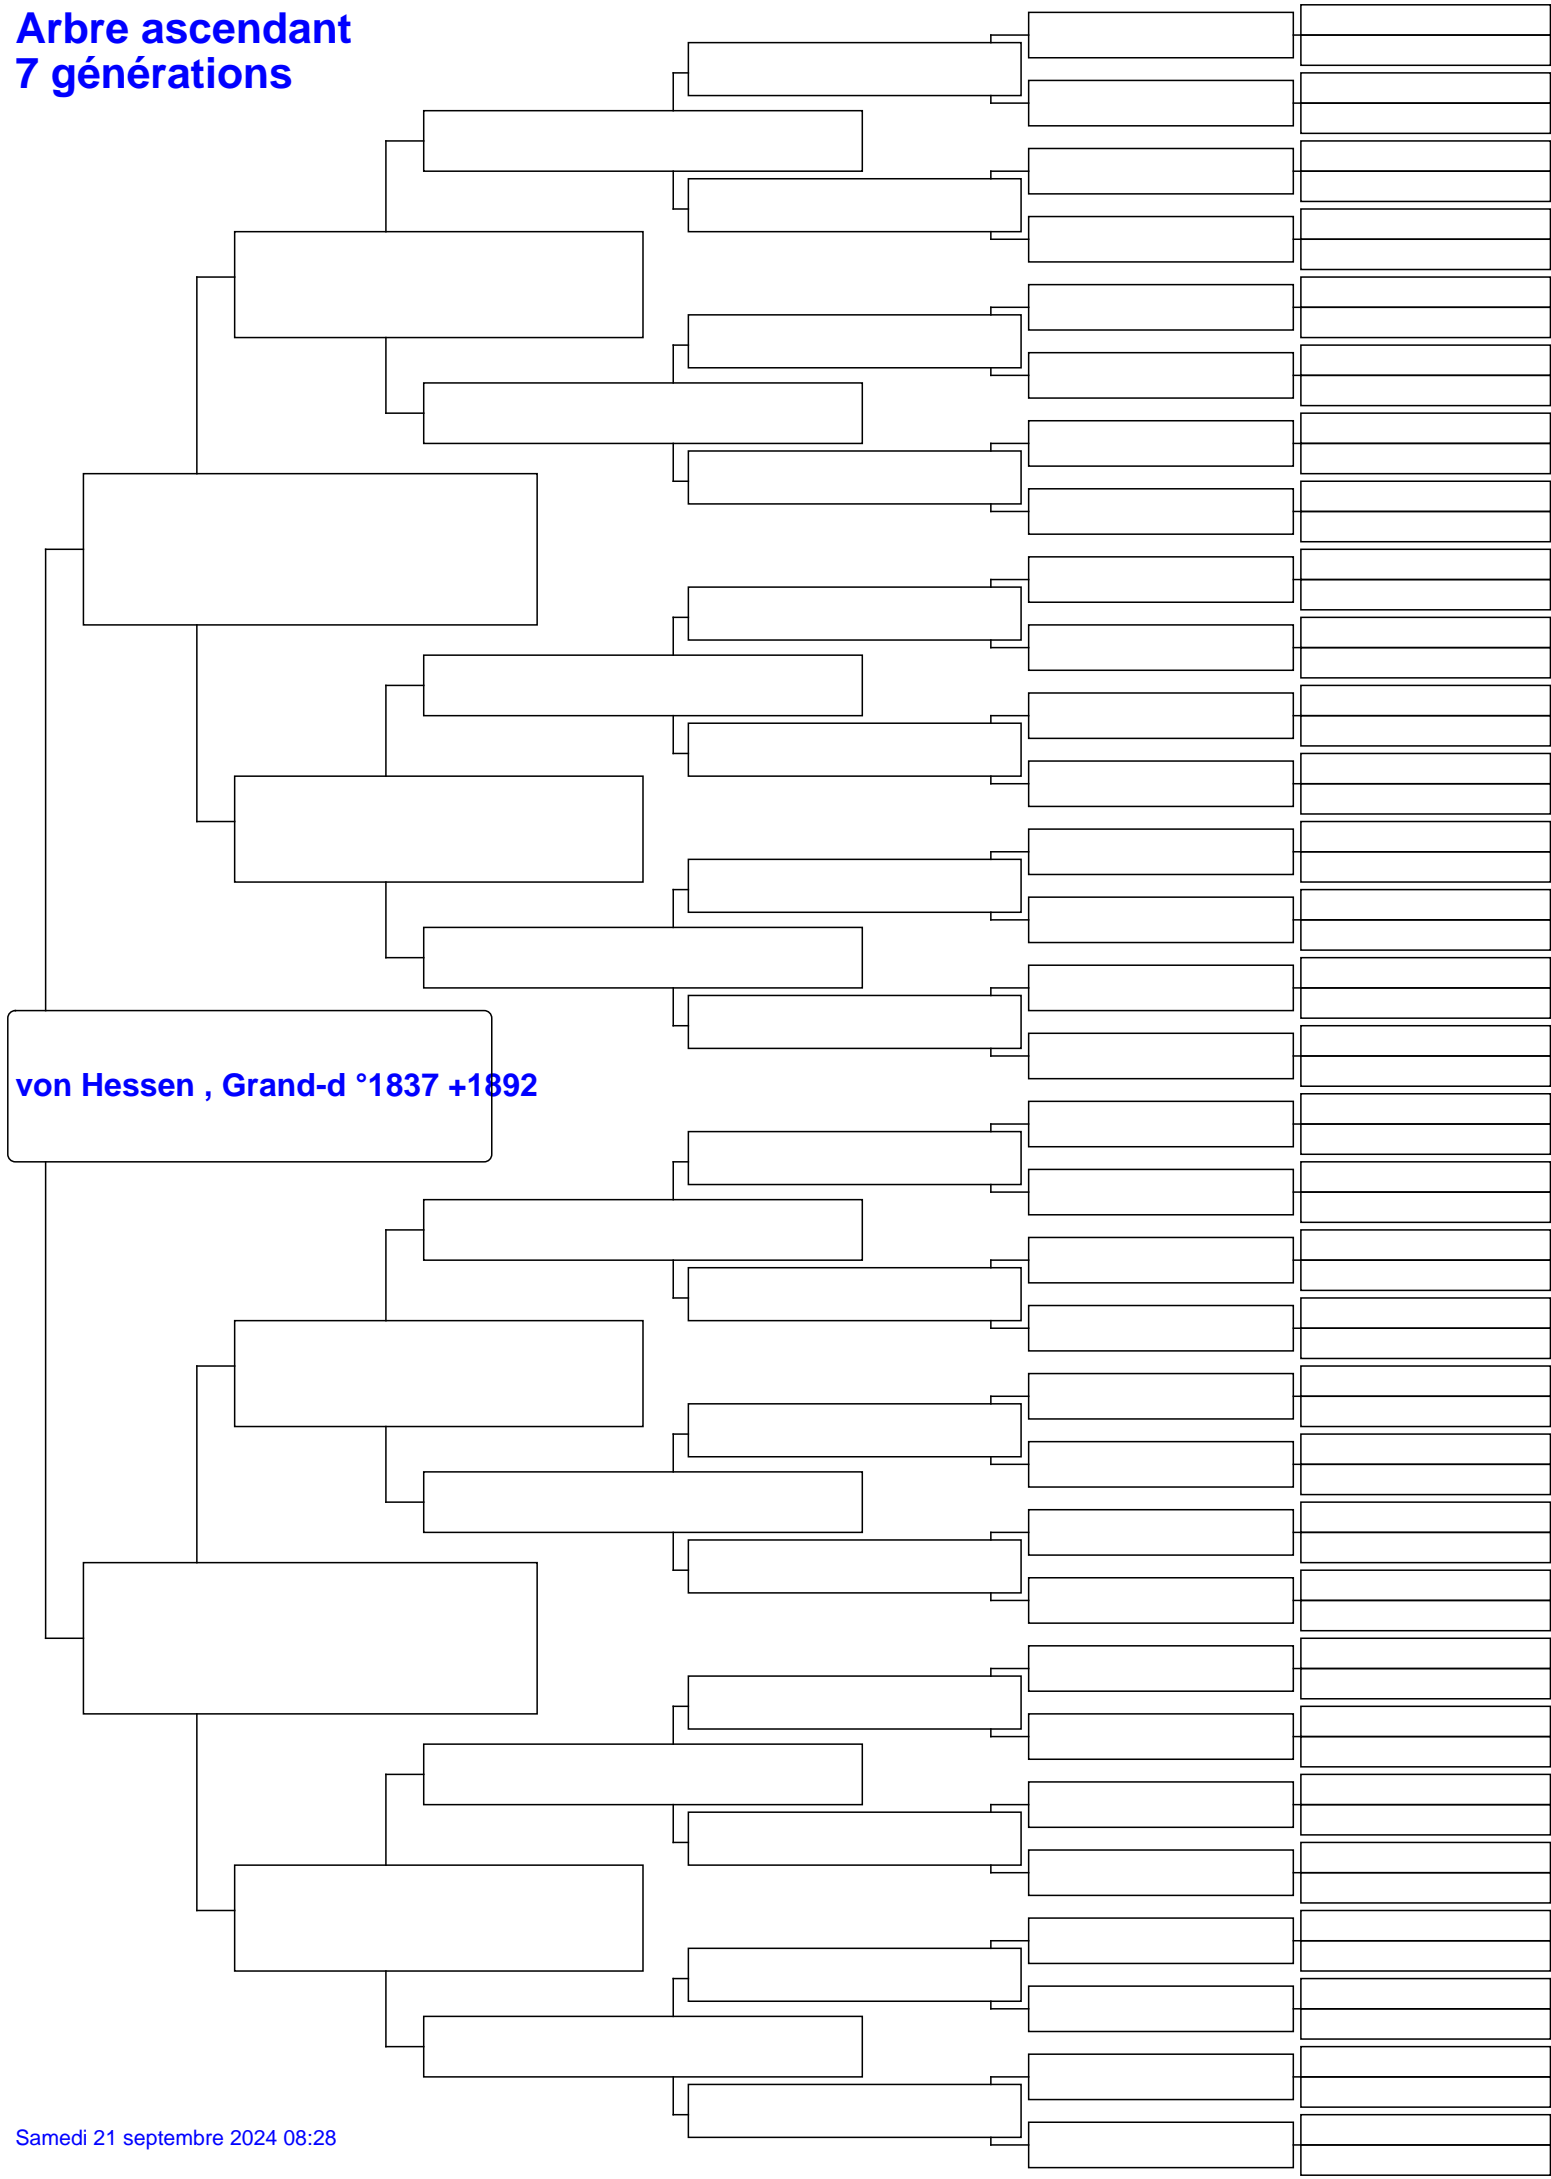 Arbre ascendant
7 générations
von Hessen , Grand-d °1837 +1892
Samedi 21 septembre 2024 08:28